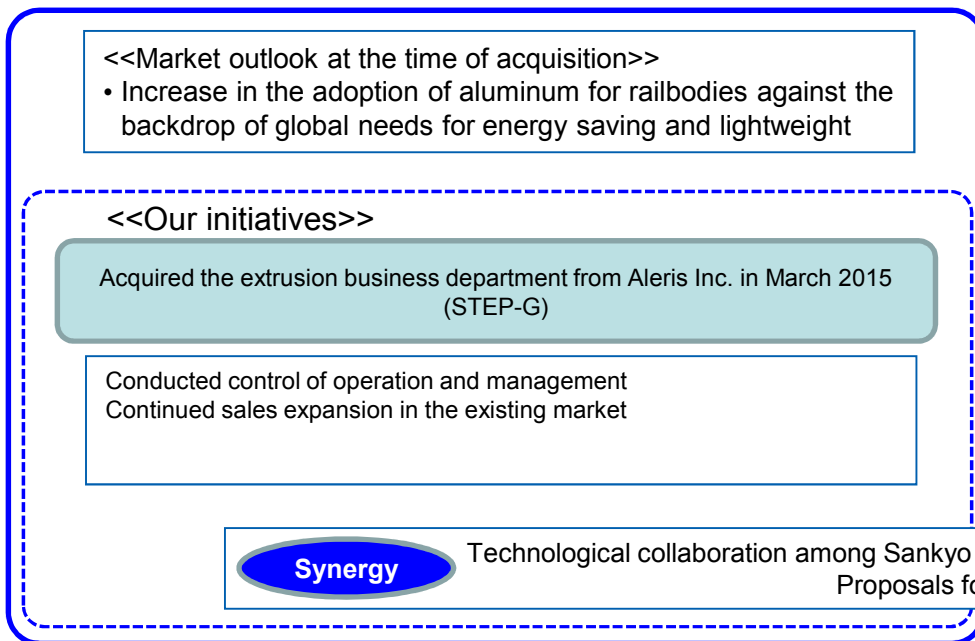 <<Market outlook at the time of acquisition>>
• Increase in the adoption of aluminum for railbodies against the
backdrop of global needs for energy saving and lightweight
<<Our initiatives>>
Acquired the extrusion business department from Aleris Inc. in March 2015
(STEP-G)
Conducted control of operation and management
Continued sales expansion in the existing market
Synergy
Technological collaboration among Sankyo
Proposals